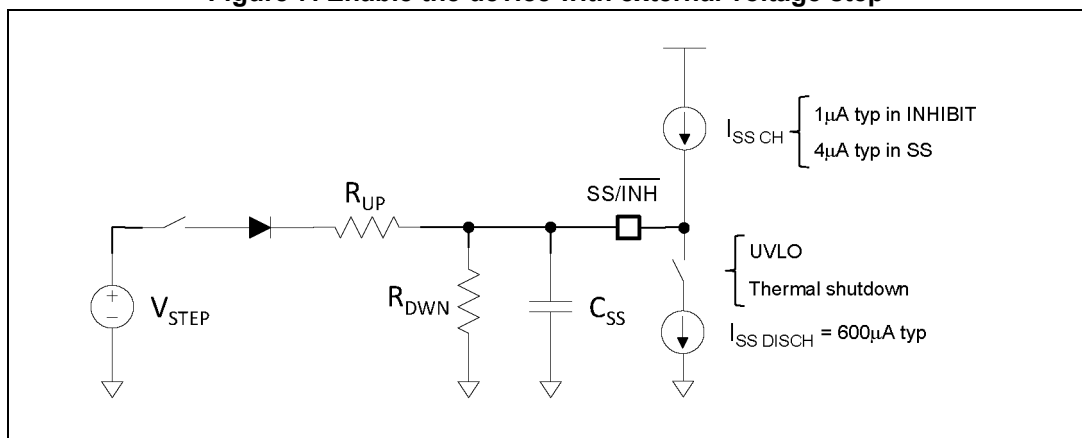 Figure 7. Enable the device with external voltage step
I_SS CH
1μA typ in INHIBIT
4μA typ in SS
SS/INH
R_UP
UVLO
Thermal shutdown
R_DWN
C_SS
V_STEP
I_SS DISCH = 600μA typ